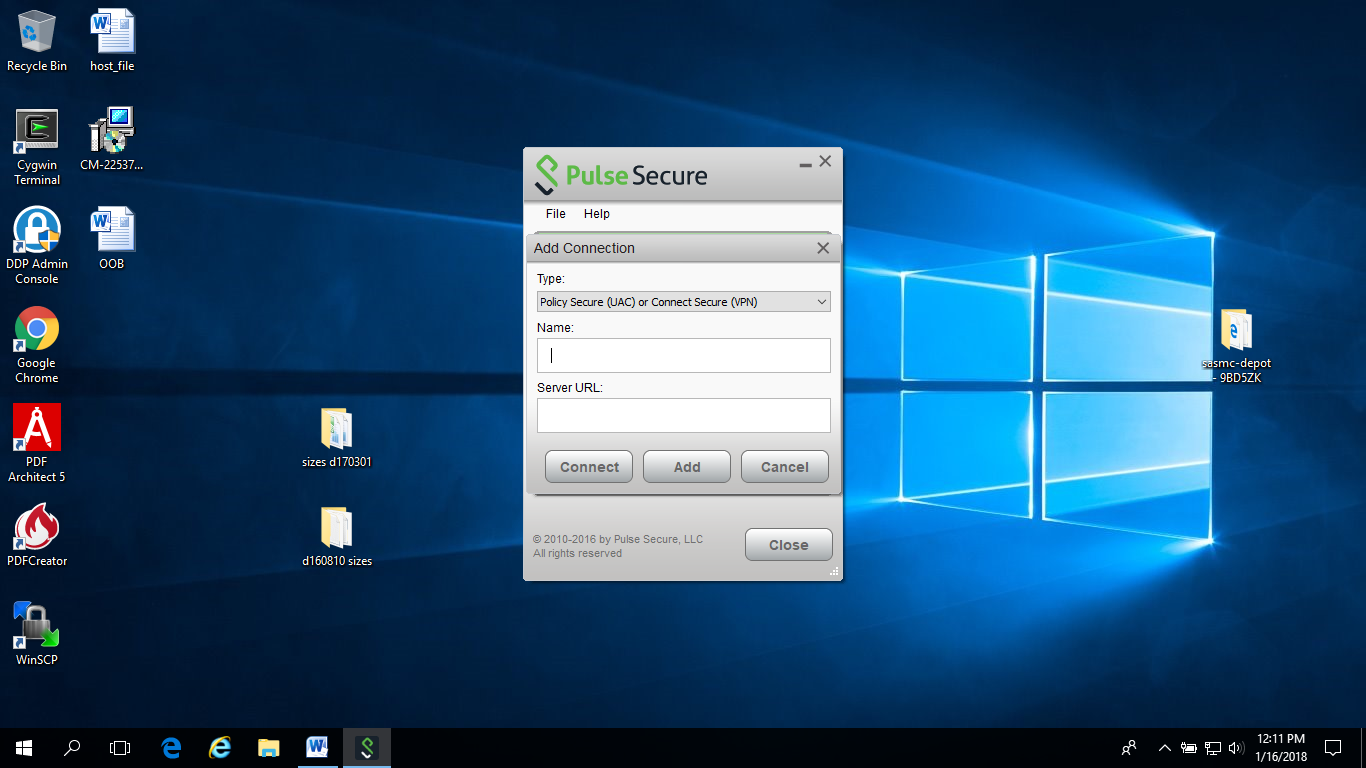 Recycle Bin
host_file
Cygwin
Terminal
CM-22537...
DDP Admin
Console
OOB
Google
Chrome
PDF
Architect 5
PDFCreator
WinSCP
sizes d170301
d160810 sizes
Pulse Secure
File Help
Add Connection
Type:
Policy Secure (UAC) or Connect Secure (VPN)
Name:
Server URL:
Connect Add Cancel
© 2010-2016 by Pulse Secure, LLC
All rights reserved
Close
sasmc-depot
- 9BD5ZK
12:11 PM
1/16/2018